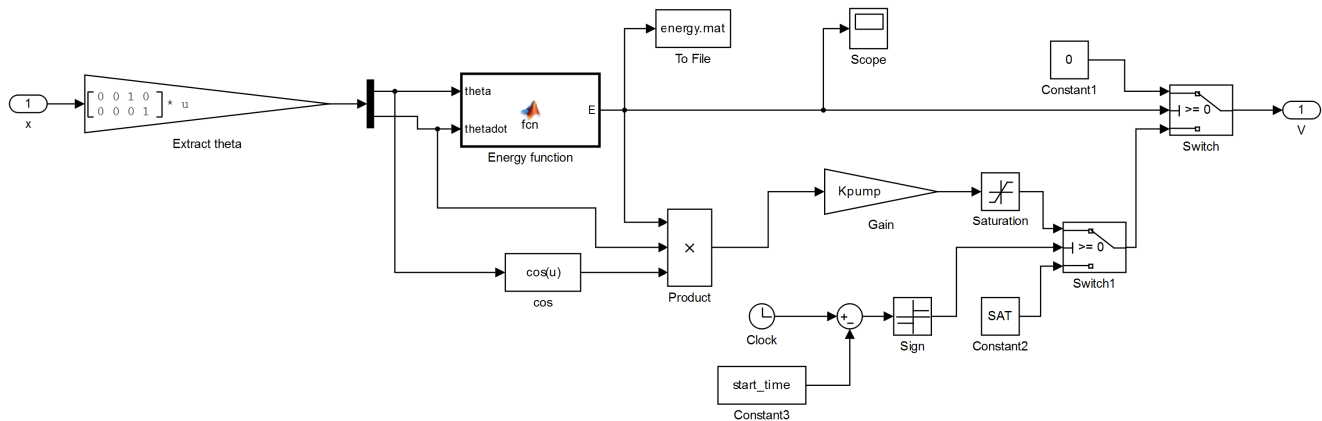 energy.mat
To File
Scope
0
Constant1
1
x
0 0 1 0
0 0 0 1
* u
Extract theta
theta
thetadot
fcn
E
Energy function
>= 0
Switch
1
V
Kpump
Gain
Saturation
×
Product
cos(u)
cos
>= 0
Switch1
Clock
+
−
Sign
SAT
Constant2
start_time
Constant3